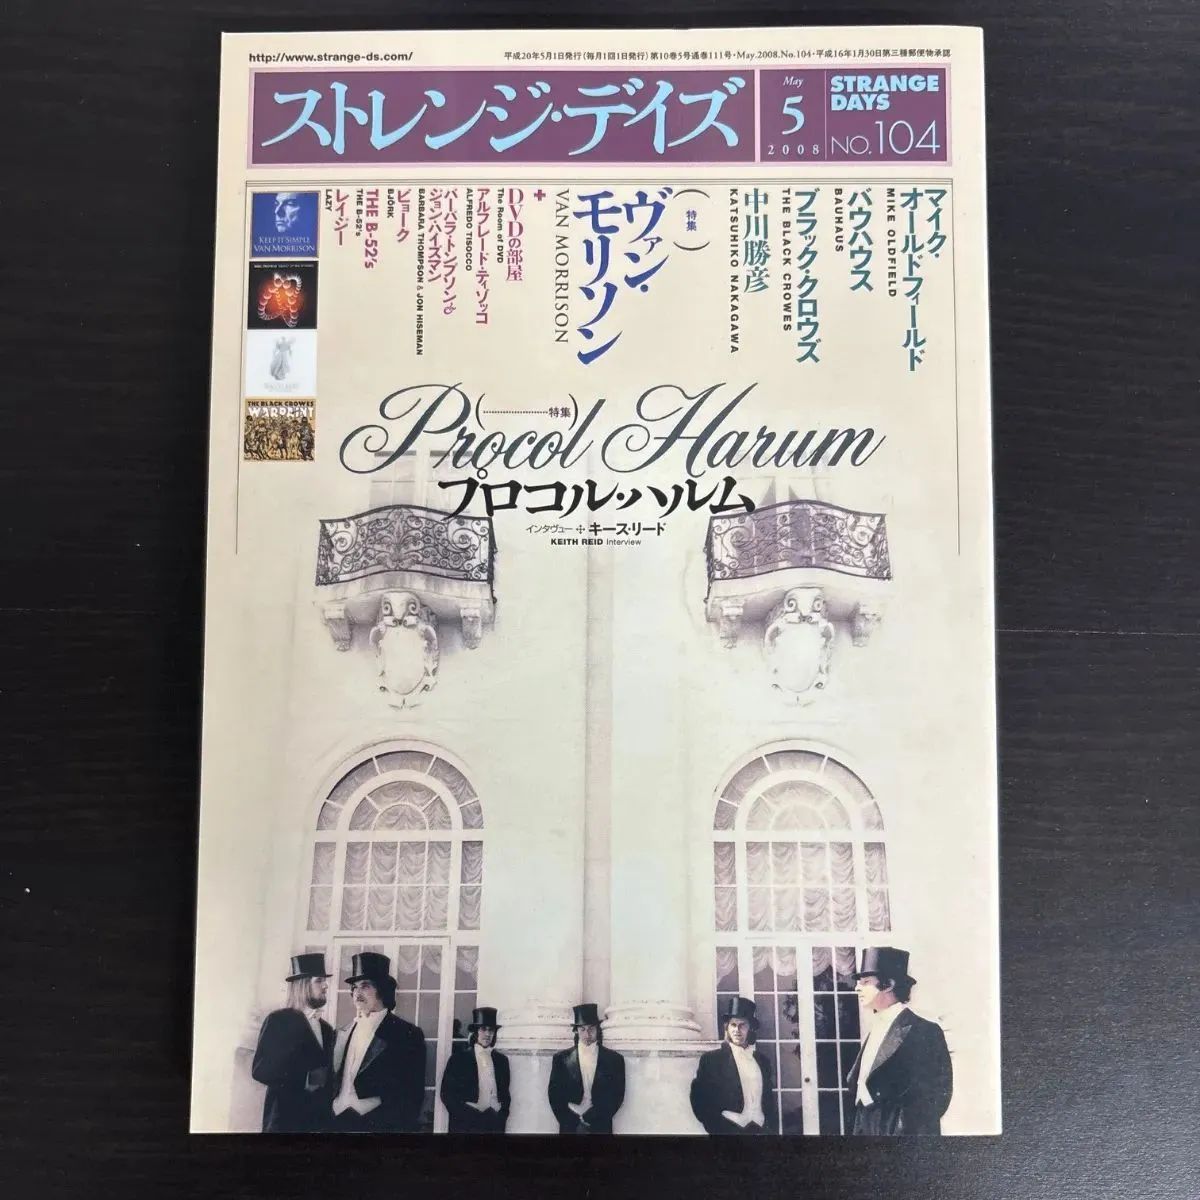 http://www.strange-ds.com/
平成20年5月1日発行(毎月1回1日発行)第10巻5号通巻111号・May.2008.No.104・平成16年1月30日第三種郵便物承認
ストレンジ・デイズ
May
5
2008
STRANGE
DAYS
NO.104
マイク・
オールドフィールド
MIKE OLDFIELD
バウハウス
BAUHAUS
ブラック・クロウズ
THE BLACK CROWES
中川勝彦
KATSUHIKO NAKAGAWA
(特集)
ヴァン・
モリソン
VAN MORRISON
+
DVDの部屋
The Room of DVD
アルフレード・ティゾッコ
ALFREDO TISOCCO
バーバラ・トンプソン&
ジョン・ハイズマン
BARBARA THOMPSON & JON HISEMAN
ビョーク
BJÖRK
THE B-52's
THE B-52's
レイジー
LAZY
KEEP IT SIMPLE
VAN MORRISON
THE BLACK CROWES
WARPAINT
(特集)
Procol Harum
プロコル・ハルム
インタヴュー キース・リード
KEITH REID Interview